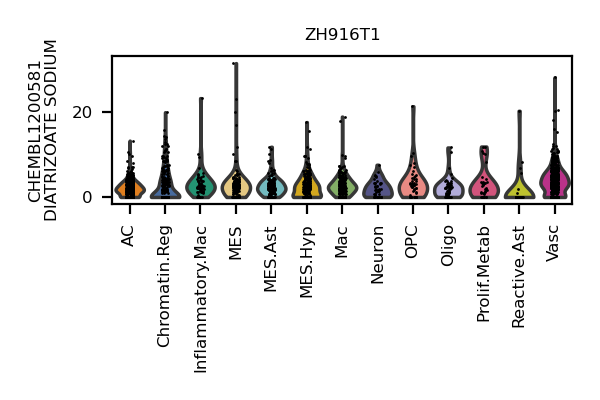 ZH916T1
CHEMBL1200581
DIATRIZOATE SODIUM
20
0
AC
Chromatin.Reg
Inflammatory.Mac
MES
MES.Ast
MES.Hyp
Mac
Neuron
OPC
Oligo
Prolif.Metab
Reactive.Ast
Vasc